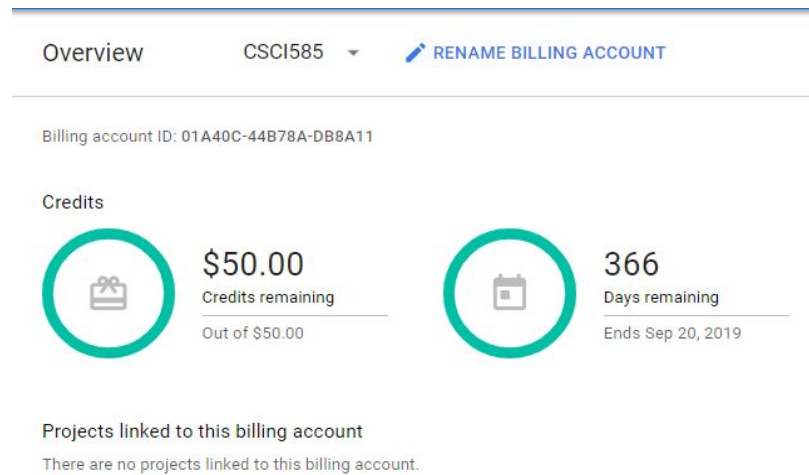 Overview CSCI585 RENAME BILLING ACCOUNT
Billing account ID: 01A40C-44B78A-DB8A11
Credits
$50.00
Credits remaining
Out of $50.00
366
Days remaining
Ends Sep 20, 2019
Projects linked to this billing account
There are no projects linked to this billing account.